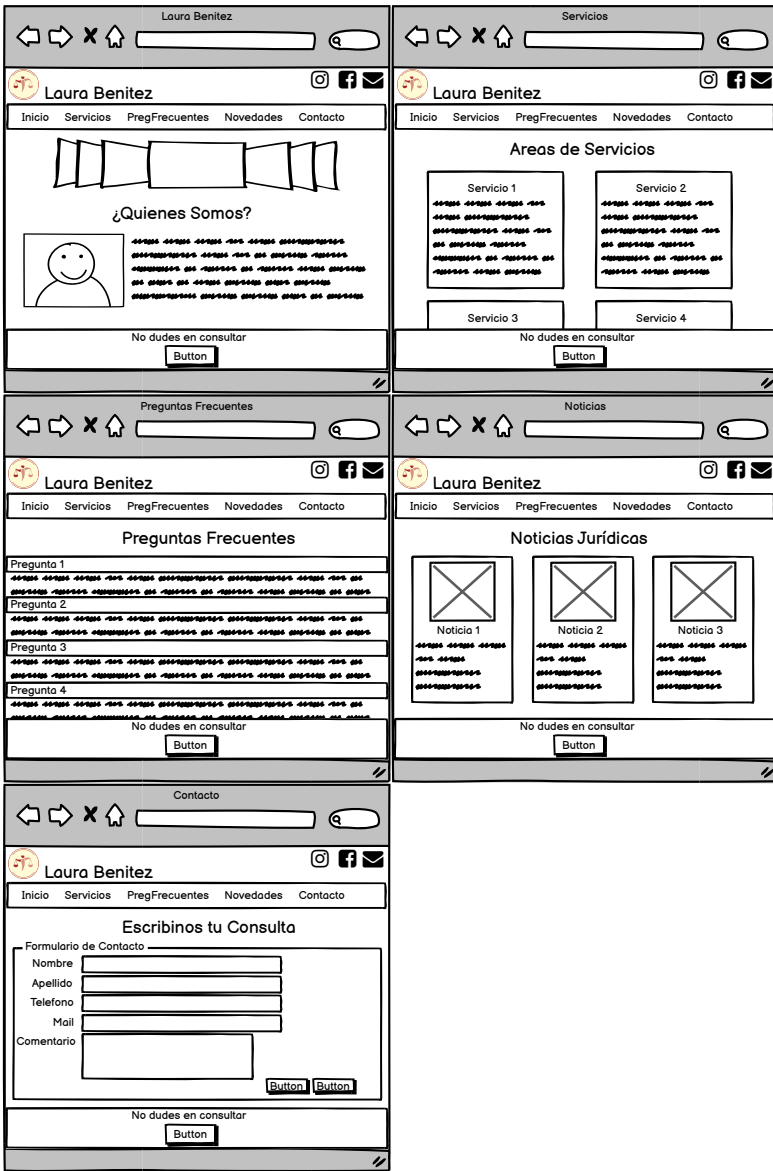 Laura Benitez
Laura Benitez
Inicio Servicios PregFrecuentes Novedades Contacto
¿Quienes Somos?
No dudes en consultar
Button
Servicios
Laura Benitez
Inicio Servicios PregFrecuentes Novedades Contacto
Areas de Servicios
Servicio 1
Servicio 2
Servicio 3
Servicio 4
No dudes en consultar
Button
Preguntas Frecuentes
Laura Benitez
Inicio Servicios PregFrecuentes Novedades Contacto
Preguntas Frecuentes
Pregunta 1
Pregunta 2
Pregunta 3
Pregunta 4
No dudes en consultar
Button
Noticias
Laura Benitez
Inicio Servicios PregFrecuentes Novedades Contacto
Noticias Jurídicas
Noticia 1
Noticia 2
Noticia 3
No dudes en consultar
Button
Contacto
Laura Benitez
Inicio Servicios PregFrecuentes Novedades Contacto
Escribinos tu Consulta
Formulario de Contacto
Nombre
Apellido
Telefono
Mail
Comentario
Button Button
No dudes en consultar
Button